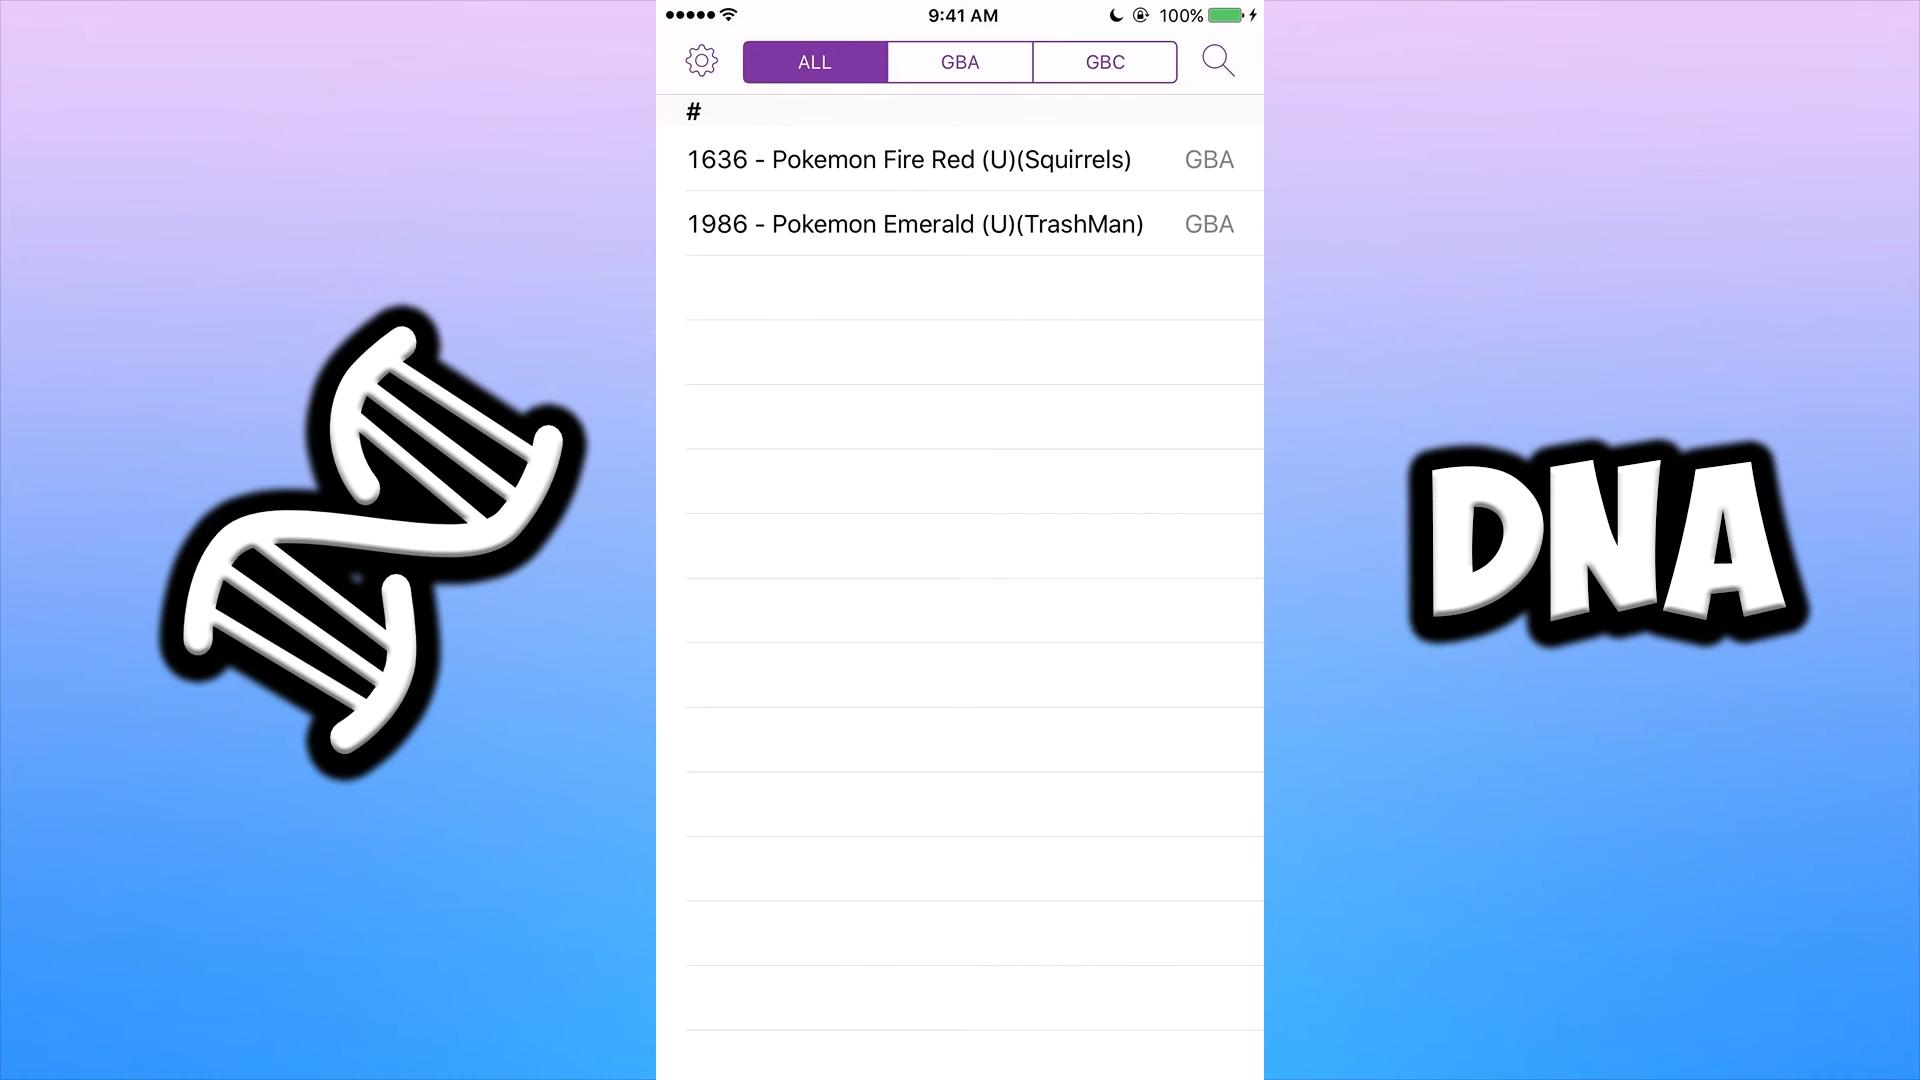 9:41 AM
100%
ALL
GBA
GBC
#
1636 - Pokemon Fire Red (U)(Squirrels) GBA
1986 - Pokemon Emerald (U)(TrashMan) GBA
DNA